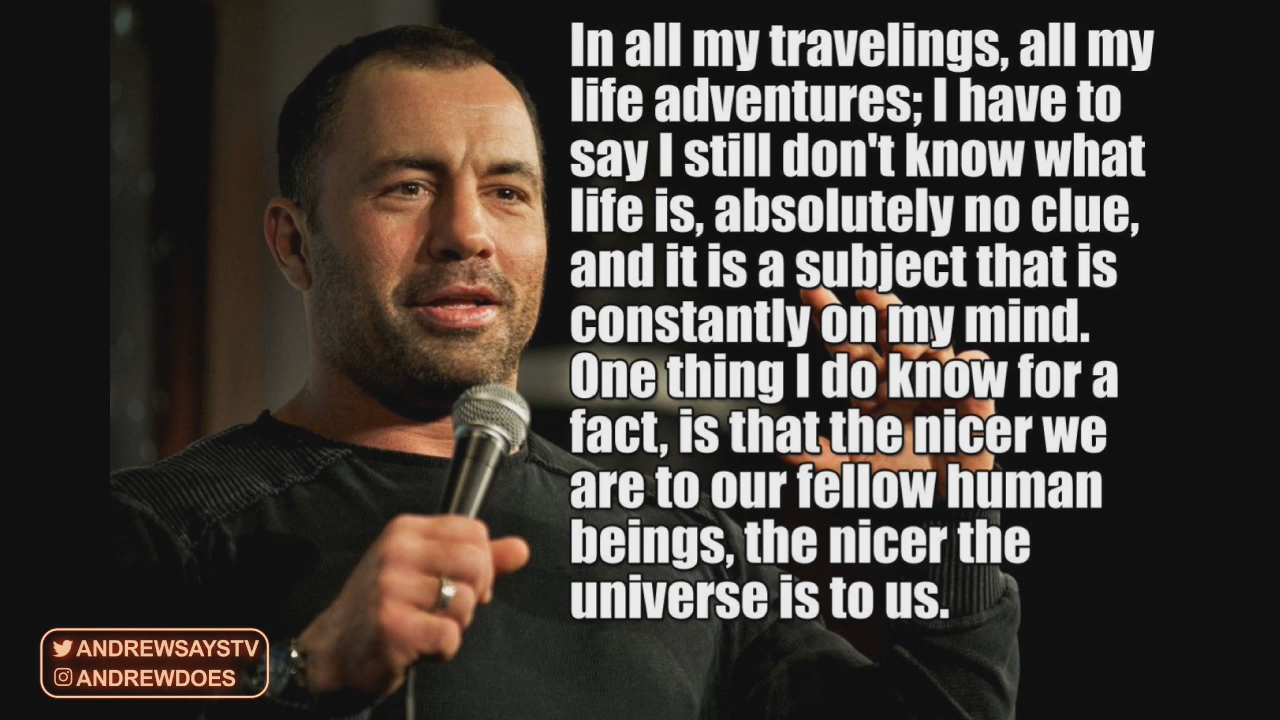 In all my travelings, all my
life adventures; I have to
say I still don't know what
life is, absolutely no clue,
and it is a subject that is
constantly on my mind.
One thing I do know for a
fact, is that the nicer we
are to our fellow human
beings, the nicer the
universe is to us.
ANDREWSAYSTV
ANDREWDOES